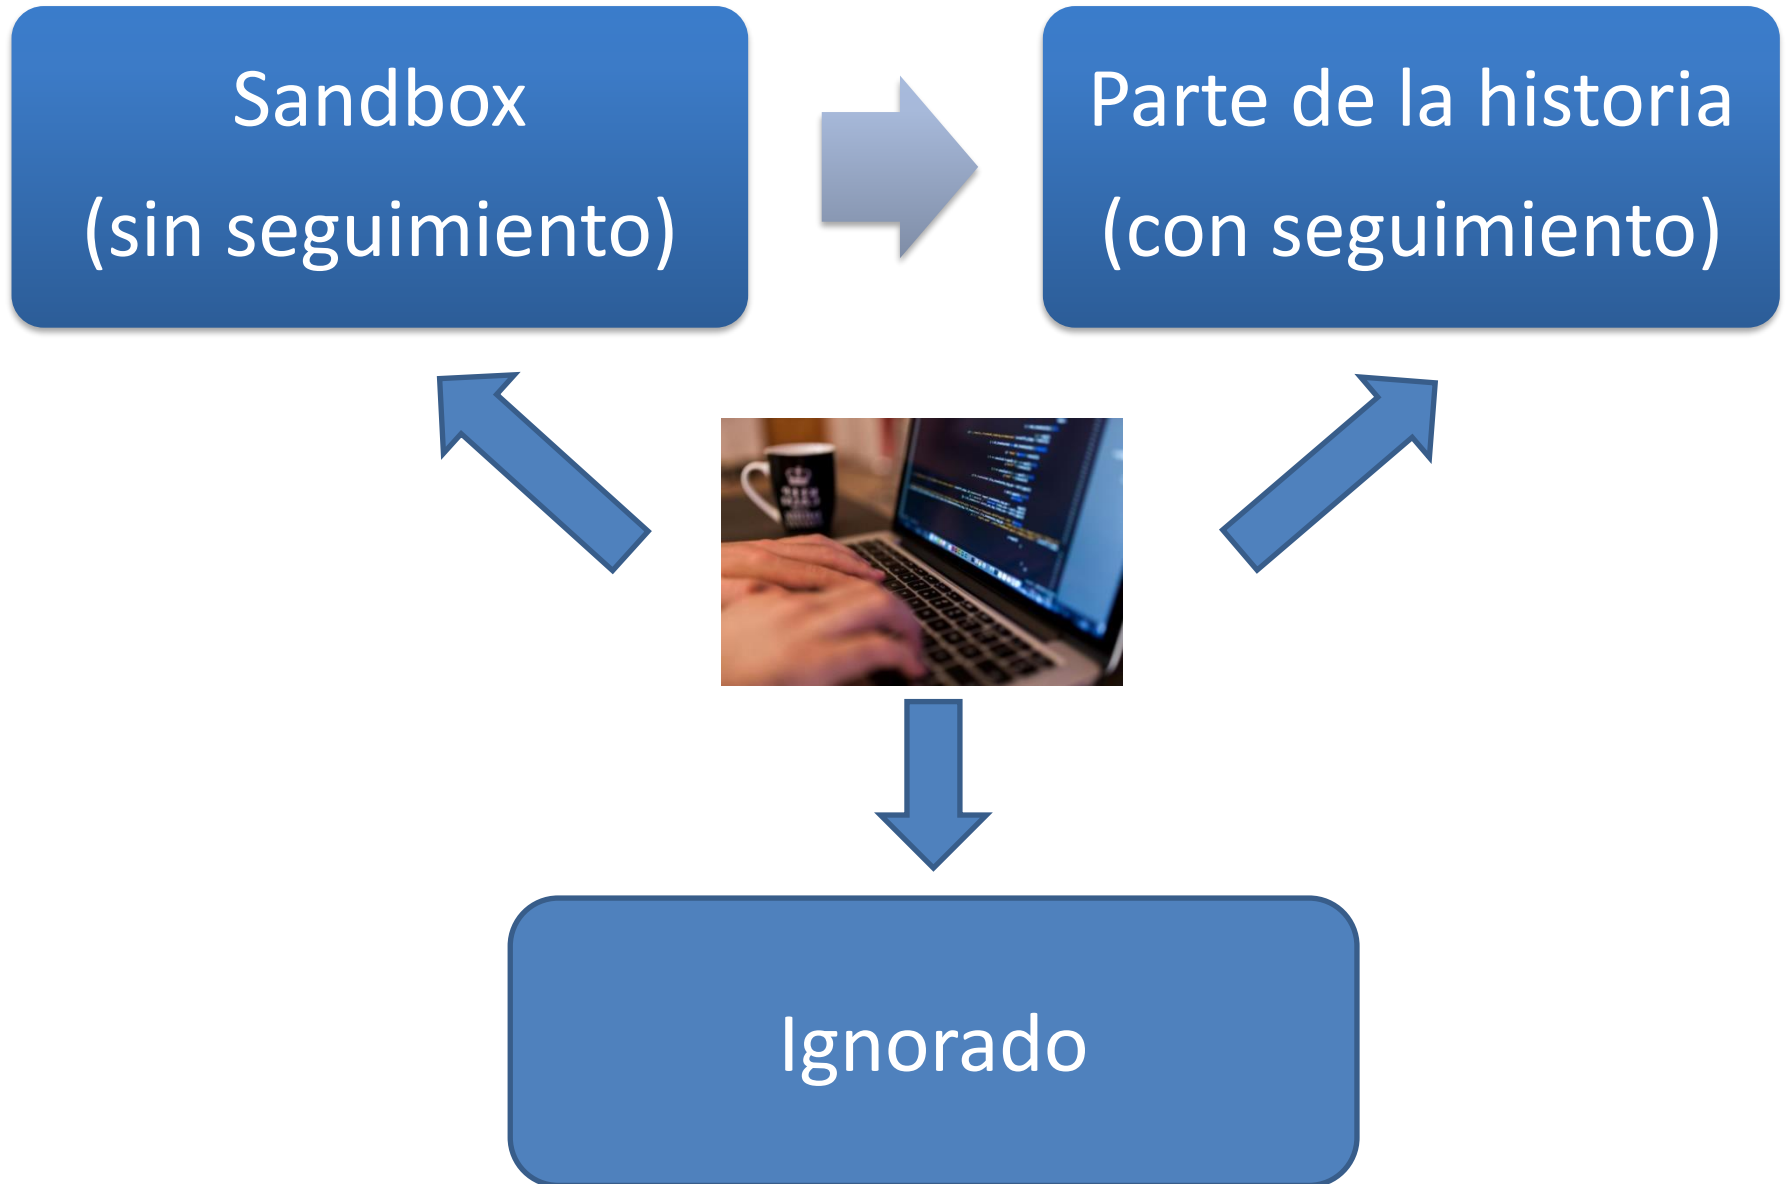 Sandbox
(sin seguimiento)
Parte de la historia
(con seguimiento)
Ignorado